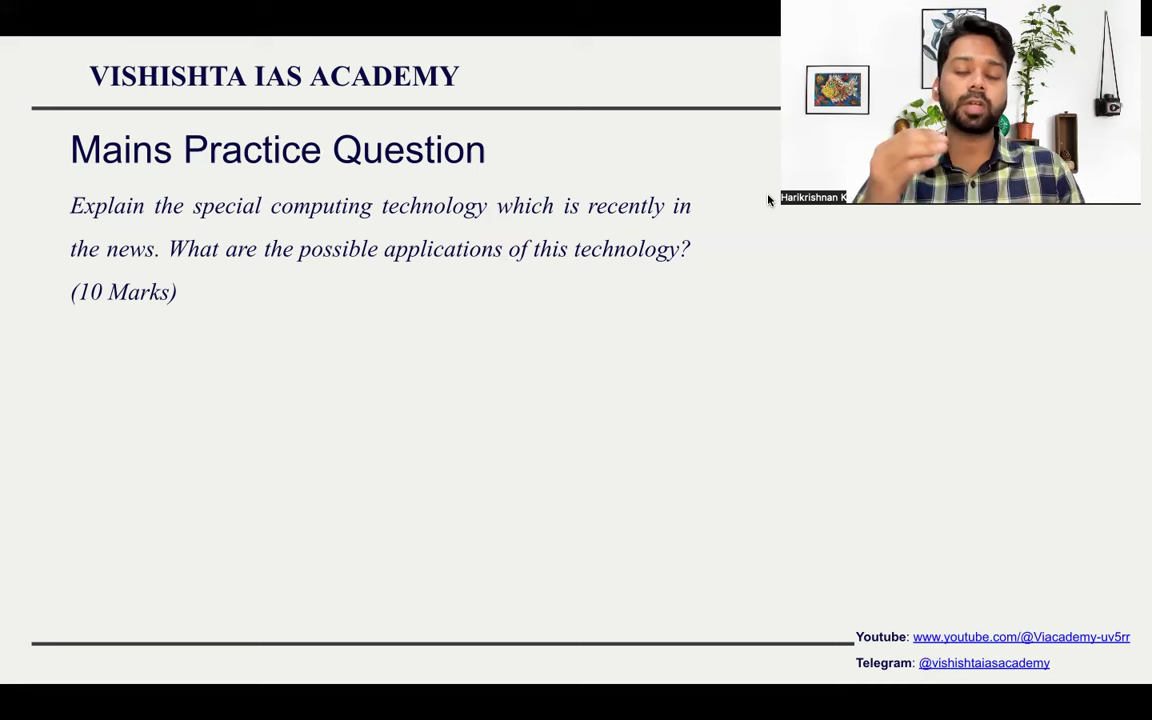 VISHISHTA IAS ACADEMY
Mains Practice Question
Explain the special computing technology which is recently in
the news. What are the possible applications of this technology?
(10 Marks)
Harikrishnan K
Youtube: www.youtube.com/@Viacademy-uv5rr
Telegram: @vishishtaiasacademy